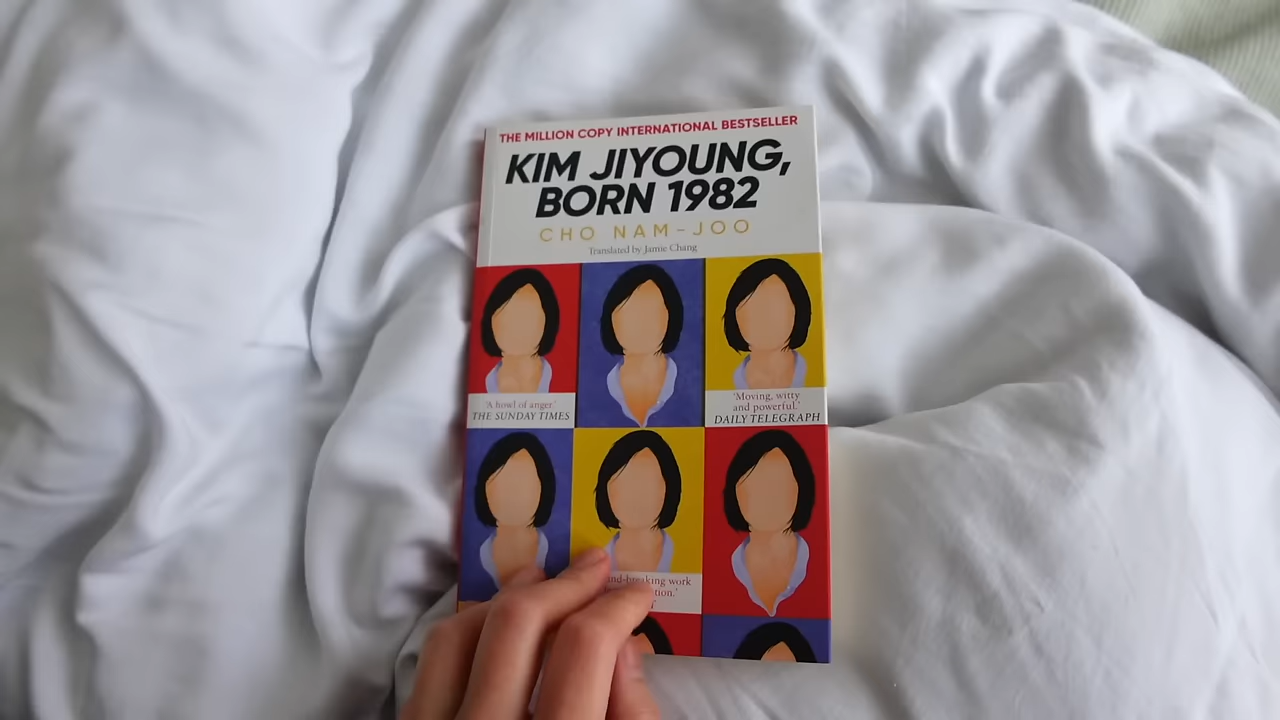 THE MILLION COPY INTERNATIONAL BESTSELLER
KIM JIYOUNG,
BORN 1982
CHO NAM-JOO
Translated by Jamie Chang
'A howl of anger'
THE SUNDAY TIMES
'Moving, witty
and powerful.'
DAILY TELEGRAPH
work